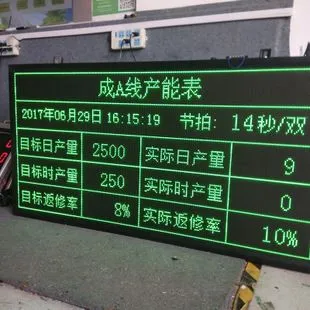 成A线产能表
2017年06月29日 16:15:19 节拍: 14秒/双
目标日产量 2500 实际日产量 9
目标时产量 250 实际时产量 0
目标返修率 8% 实际返修率 10%